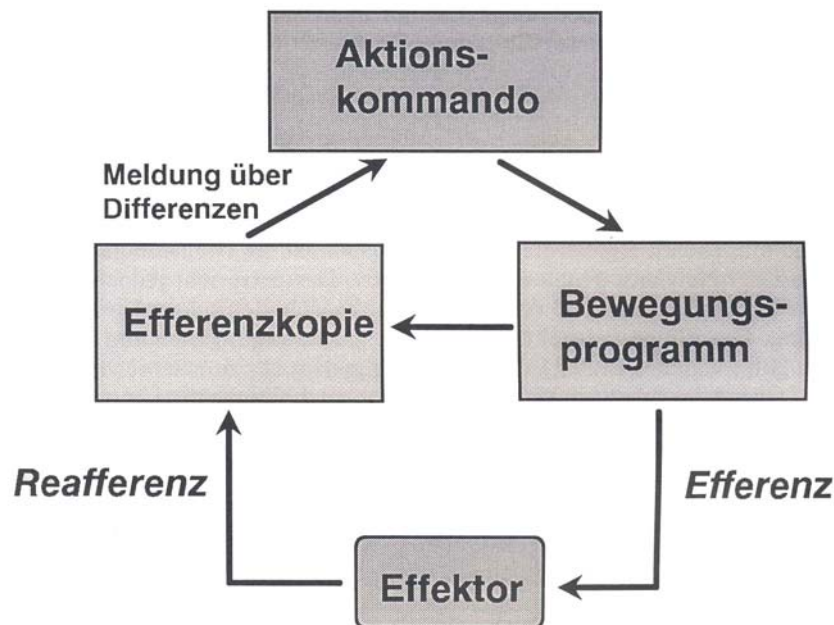 Aktions-
kommando
Meldung über
Differenzen
Efferenzkopie
Bewegungs-
programm
Reafferenz
Efferenz
Effektor